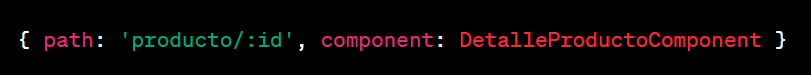 { path: 'producto/:id', component: DetalleProductoComponent }